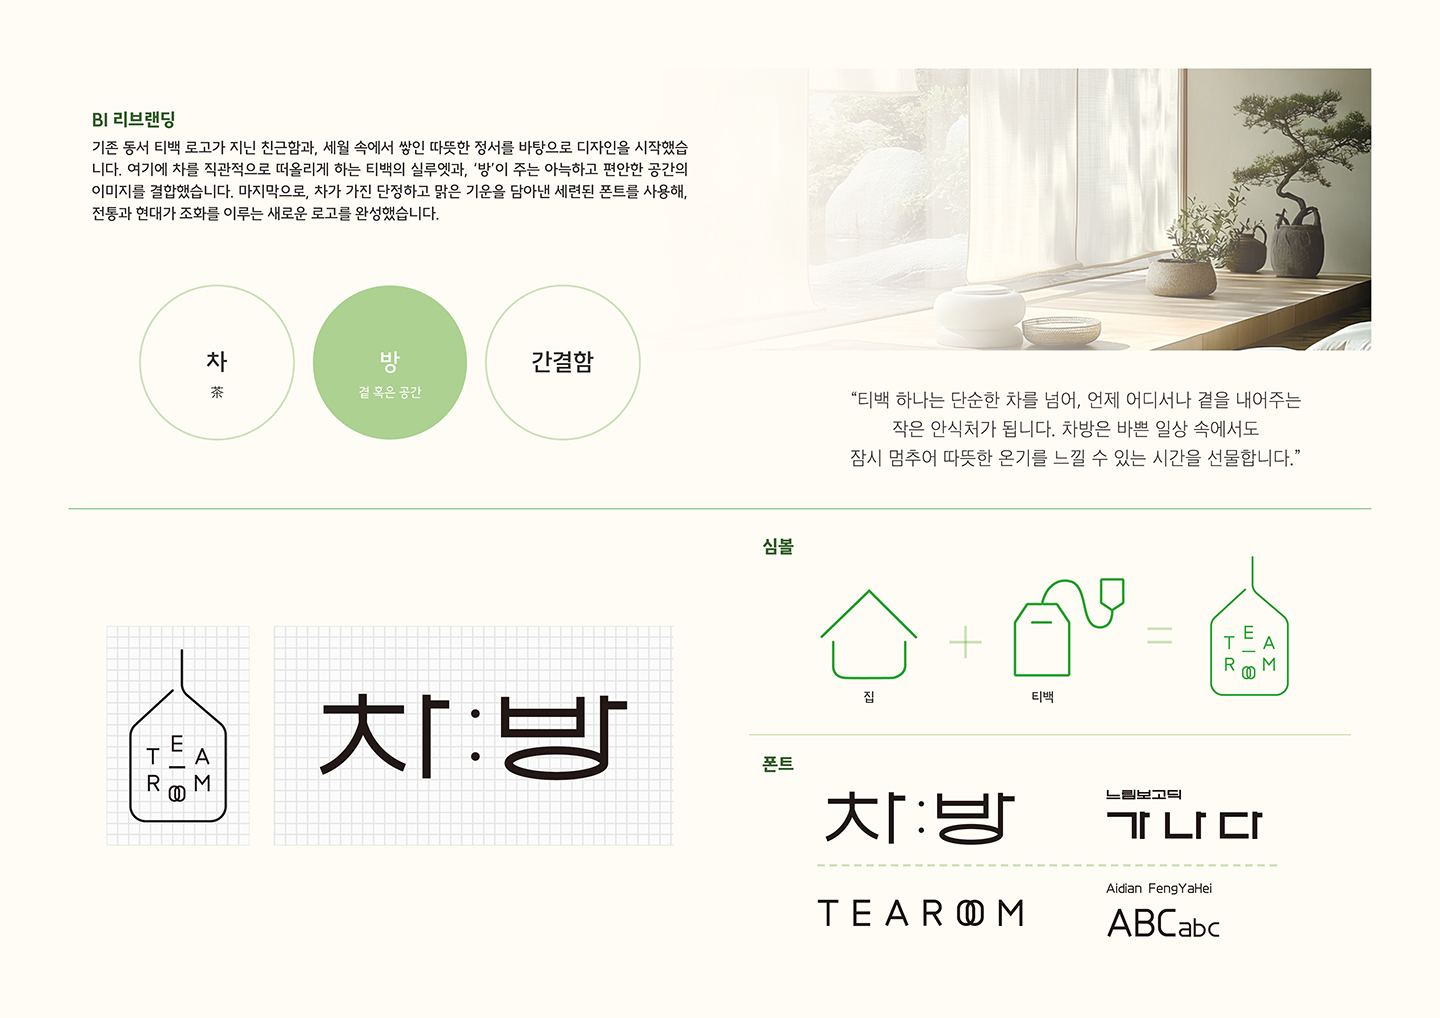 BI 리브랜딩
기존 동서 티백 로고가 지닌 친근함과, 세월 속에서 쌓인 따뜻한 정서를 바탕으로 디자인을 시작했습
니다. 여기에 차를 직관적으로 떠올리게 하는 티백의 실루엣과, ‘방’이 주는 아늑하고 편안한 공간의
이미지를 결합했습니다. 마지막으로, 차가 가진 단정하고 맑은 기운을 담아낸 세련된 폰트를 사용해,
전통과 현대가 조화를 이루는 새로운 로고를 완성했습니다.
차
茶
방
곁 혹은 공간
간결함
“티백 하나는 단순한 차를 넘어, 언제 어디서나 곁을 내어주는
작은 안식처가 됩니다. 차방은 바쁜 일상 속에서도
잠시 멈추어 따뜻한 온기를 느낄 수 있는 시간을 선물합니다.”
TEA
ROOM
차:방
심볼
집
+
티백
=
TEA
ROOM
폰트
차:방
느림보고딕
가나다
TEAROOM
Aidian FengYaHei
ABCabc